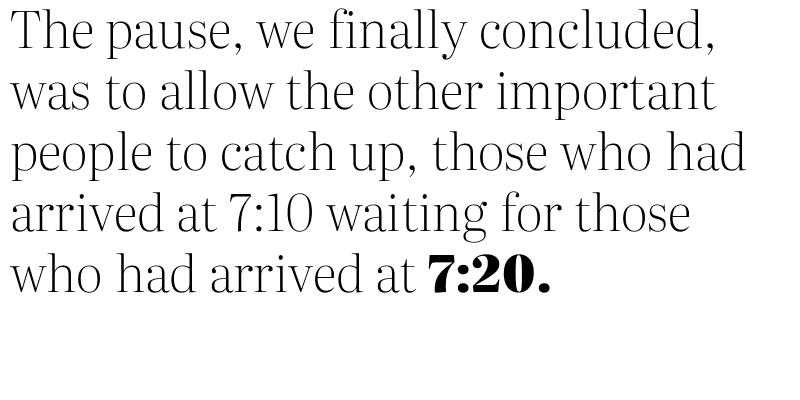 The pause, we finally concluded,
was to allow the other important
people to catch up, those who had
arrived at 7:10 waiting for those
who had arrived at 7:20.